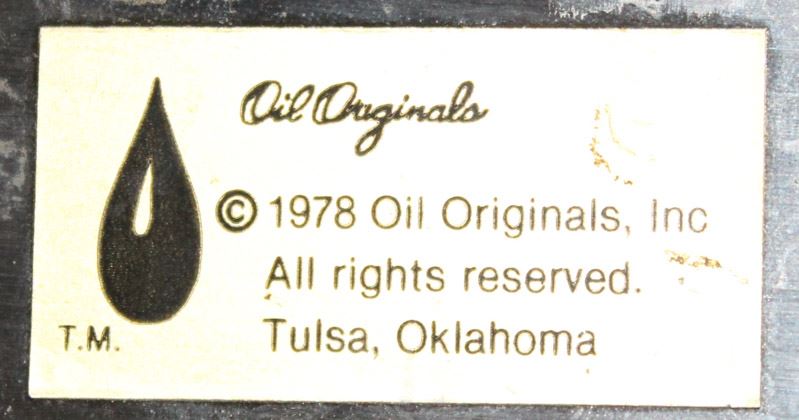 Oil Originals
© 1978 Oil Originals, Inc
All rights reserved.
T.M.
Tulsa, Oklahoma